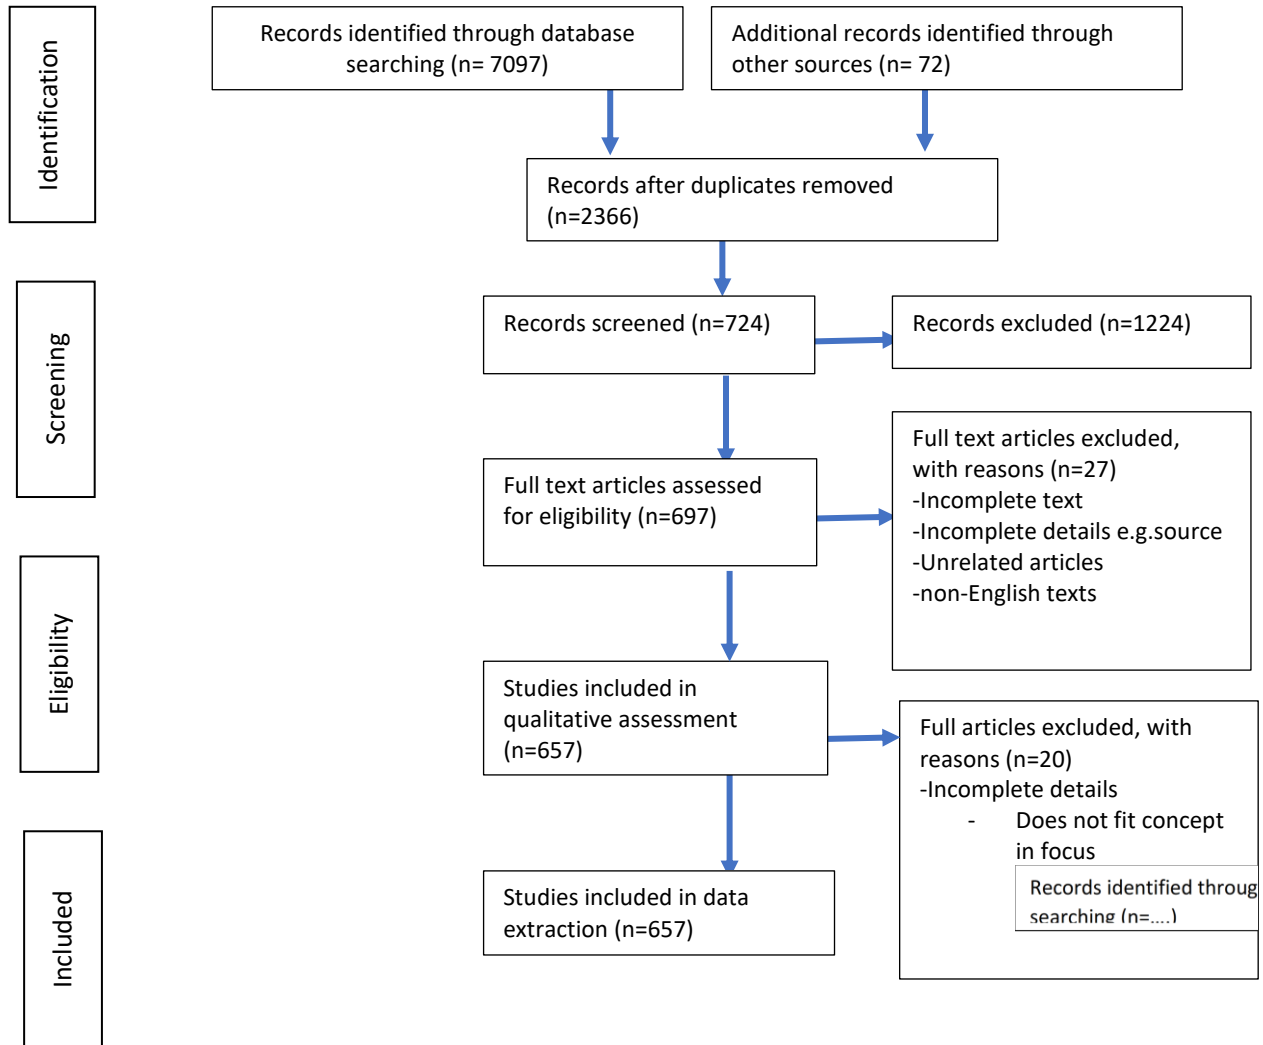 Identification
Records identified through database
searching (n= 7097)
Additional records identified through
other sources (n= 72)
Records after duplicates removed
(n=2366)
Screening
Records screened (n=724)
Records excluded (n=1224)
Full text articles assessed
for eligibility (n=697)
Full text articles excluded,
with reasons (n=27)
-Incomplete text
-Incomplete details e.g.source
-Unrelated articles
-non-English texts
Eligibility
Studies included in
qualitative assessment
(n=657)
Full articles excluded, with
reasons (n=20)
-Incomplete details
- Does not fit concept
in focus
Records identified throug
searching (n=....)
Included
Studies included in data
extraction (n=657)